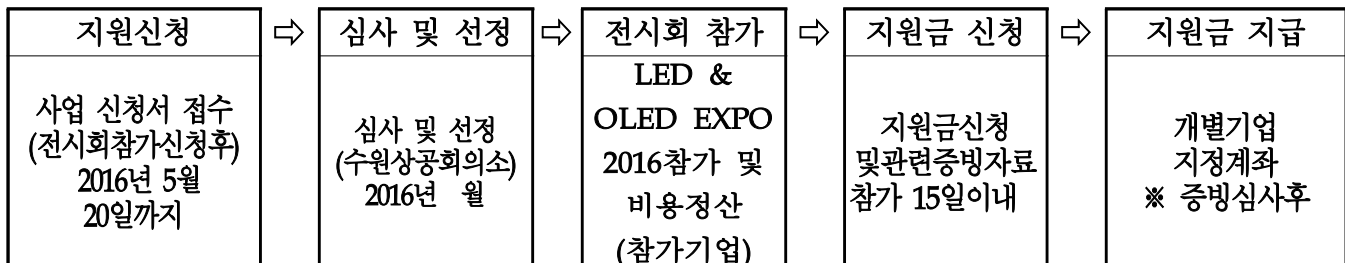 지원신청
⇨
심사 및 선정
⇨
전시회 참가
⇨
지원금 신청
⇨
지원금 지급
사업 신청서 접수
(전시회참가신청후)
2016년 5월
20일까지
심사 및 선정
(수원상공회의소)
2016년 월
LED &
OLED EXPO
2016참가 및
비용정산
(참가기업)
지원금신청
및관련증빙자료
참가 15일이내
개별기업
지정계좌
※ 증빙심사후